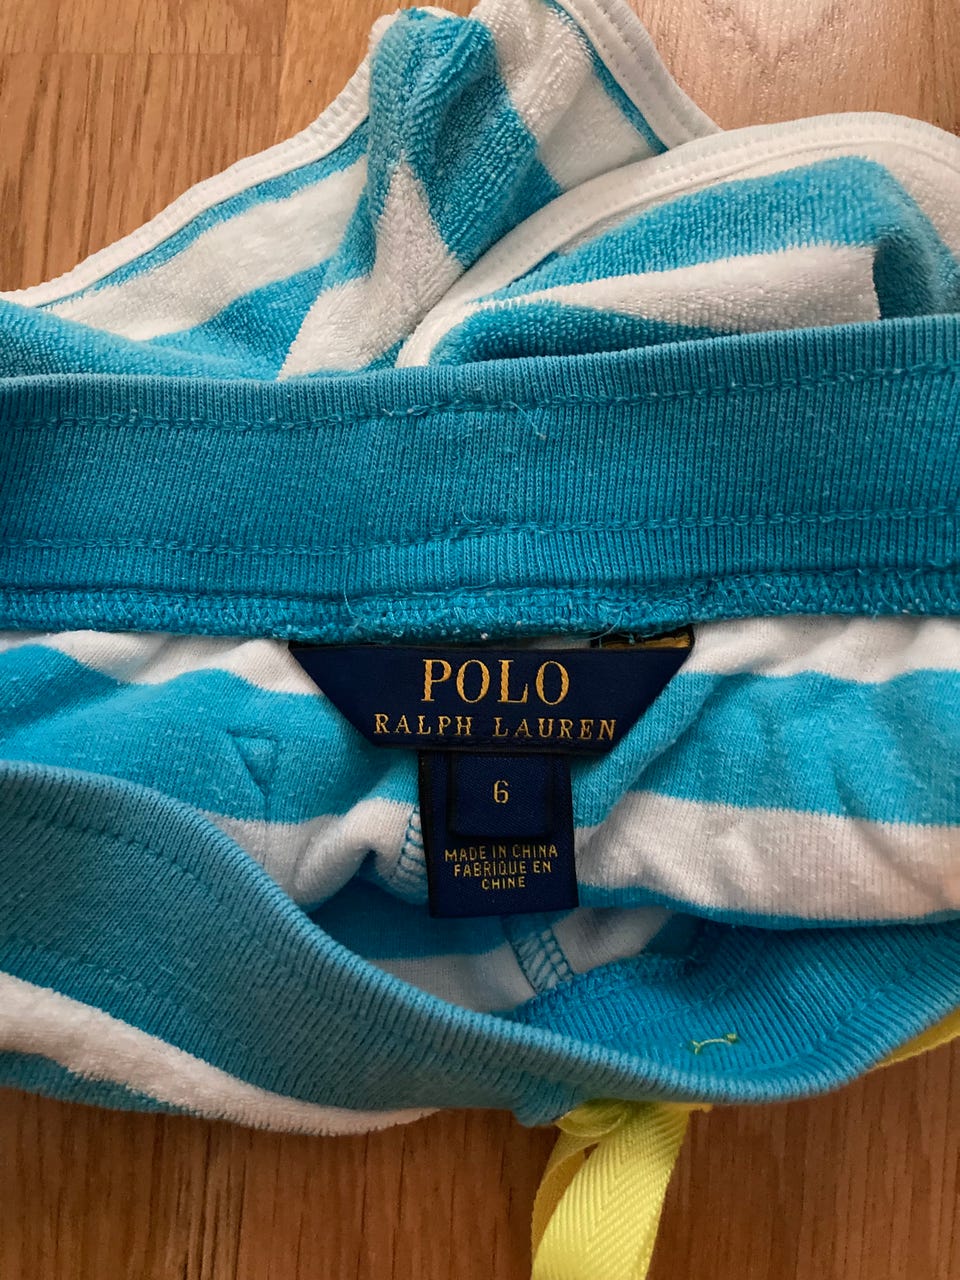 POLO
RALPH LAUREN
6
MADE IN CHINA
FABRIQUE EN
CHINE